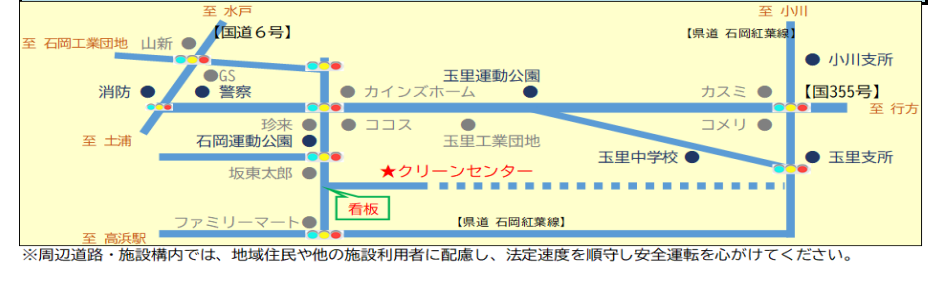 至 水戸
至 小川
【国道６号】
【県道 石岡紅葉線】
至 石岡工業団地
山新
小川支所
GS
玉里運動公園
消防
警察
カインズホーム
カスミ
【国355号】
至 行方
珍来
ココス
コメリ
至 土浦
石岡運動公園
玉里工業団地
玉里中学校
玉里支所
坂東太郎
★クリーンセンター
看板
ファミリーマート
【県道 石岡紅葉線】
至 高浜駅
※周辺道路・施設構内では、地域住民や他の施設利用者に配慮し、法定速度を順守し安全運転を心がけてください。